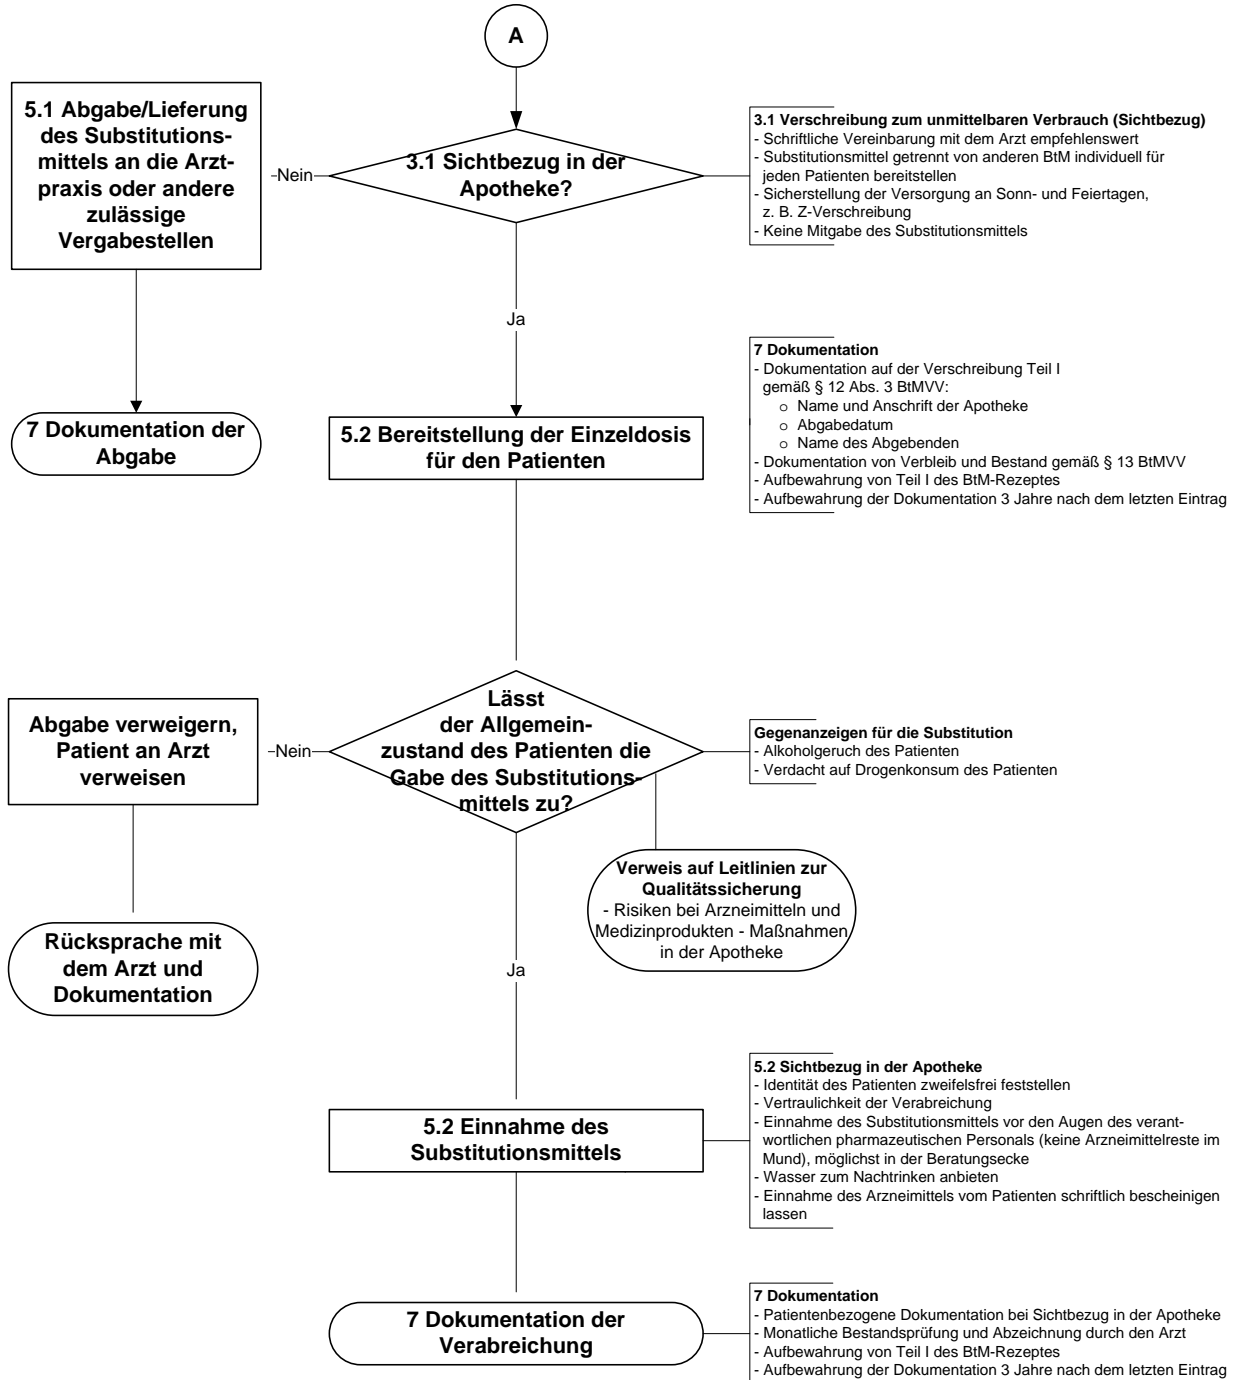 A
5.1 Abgabe/Lieferung
des Substitutions-
mittels an die Arzt-
praxis oder andere
zulässige
Vergabestellen
Nein
3.1 Sichtbezug in der
Apotheke?
3.1 Verschreibung zum unmittelbaren Verbrauch (Sichtbezug)
- Schriftliche Vereinbarung mit dem Arzt empfehlenswert
- Substitutionsmittel getrennt von anderen BtM individuell für
jeden Patienten bereitstellen
- Sicherstellung der Versorgung an Sonn- und Feiertagen,
z. B. Z-Verschreibung
- Keine Mitgabe des Substitutionsmittels
Ja
7 Dokumentation der
Abgabe
5.2 Bereitstellung der Einzeldosis
für den Patienten
7 Dokumentation
- Dokumentation auf der Verschreibung Teil I
gemäß § 12 Abs. 3 BtMVV:
o Name und Anschrift der Apotheke
o Abgabedatum
o Name des Abgebenden
- Dokumentation von Verbleib und Bestand gemäß § 13 BtMVV
- Aufbewahrung von Teil I des BtM-Rezeptes
- Aufbewahrung der Dokumentation 3 Jahre nach dem letzten Eintrag
Abgabe verweigern,
Patient an Arzt
verweisen
Nein
Lässt
der Allgemein-
zustand des Patienten die
Gabe des Substitutions-
mittels zu?
Gegenanzeigen für die Substitution
- Alkoholgeruch des Patienten
- Verdacht auf Drogenkonsum des Patienten
Verweis auf Leitlinien zur
Qualitätssicherung
- Risiken bei Arzneimitteln und
Medizinprodukten - Maßnahmen
in der Apotheke
Rücksprache mit
dem Arzt und
Dokumentation
Ja
5.2 Einnahme des
Substitutionsmittels
5.2 Sichtbezug in der Apotheke
- Identität des Patienten zweifelsfrei feststellen
- Vertraulichkeit der Verabreichung
- Einnahme des Substitutionsmittels vor den Augen des verant-
wortlichen pharmazeutischen Personals (keine Arzneimittelreste im
Mund), möglichst in der Beratungsecke
- Wasser zum Nachtrinken anbieten
- Einnahme des Arzneimittels vom Patienten schriftlich bescheinigen
lassen
7 Dokumentation der
Verabreichung
7 Dokumentation
- Patientenbezogene Dokumentation bei Sichtbezug in der Apotheke
- Monatliche Bestandsprüfung und Abzeichnung durch den Arzt
- Aufbewahrung von Teil I des BtM-Rezeptes
- Aufbewahrung der Dokumentation 3 Jahre nach dem letzten Eintrag